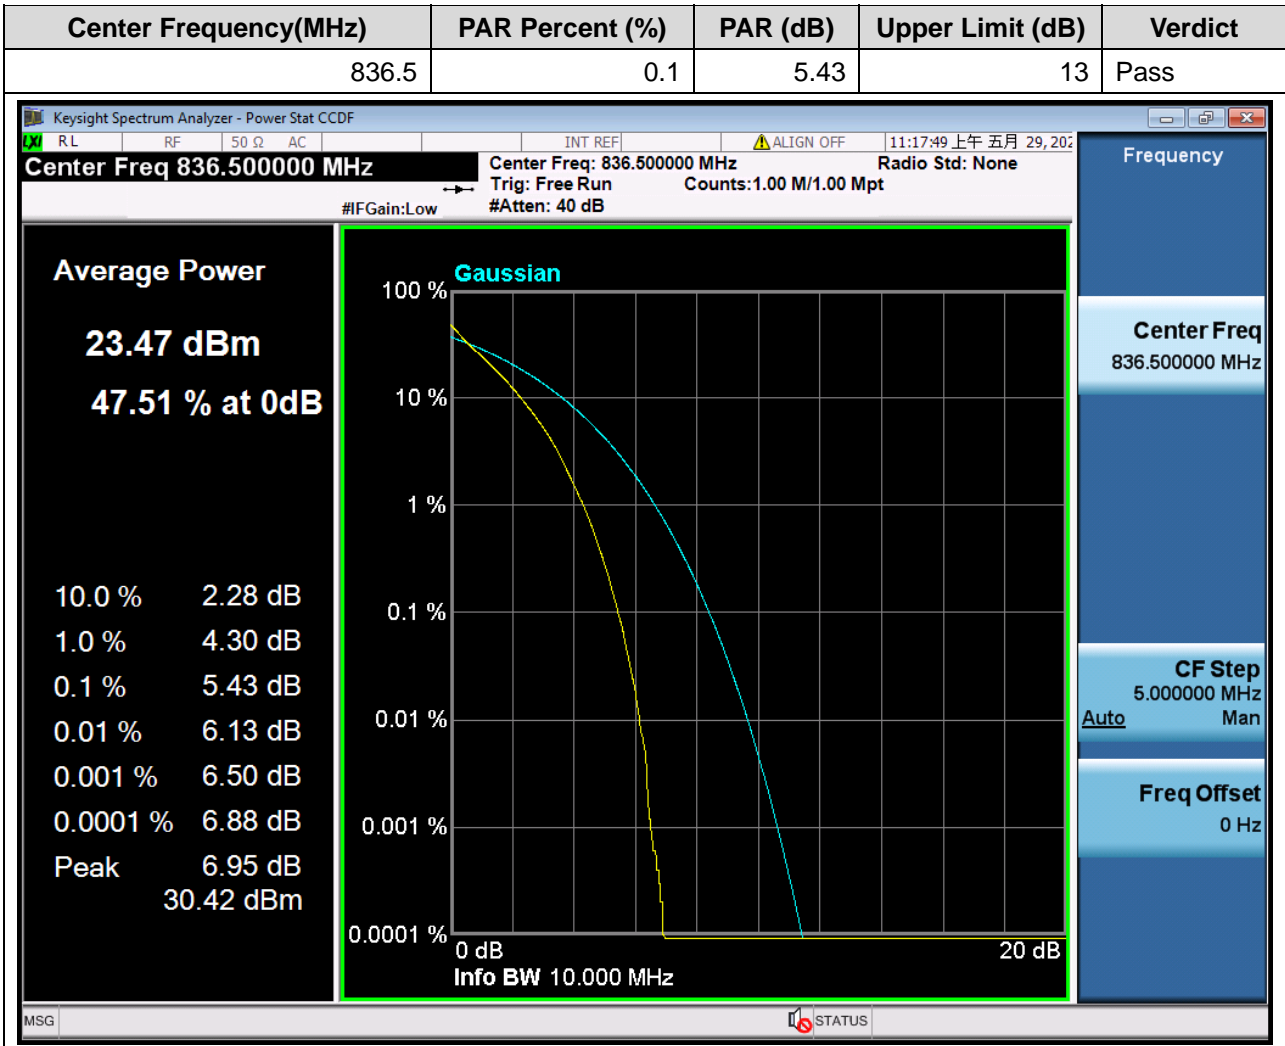 Center Frequency(MHz) PAR Percent (%) PAR (dB) Upper Limit (dB) Verdict
836.5 0.1 5.43 13 Pass
Keysight Spectrum Analyzer - Power Stat CCDF
LXI RL RF 50 Ω AC INT REF ALIGN OFF 11:17:49 上午 五月 29, 202
Center Freq 836.500000 MHz
Center Freq: 836.500000 MHz Radio Std: None
Trig: Free Run Counts:1.00 M/1.00 Mpt
#IFGain:Low #Atten: 40 dB
Average Power
23.47 dBm
47.51 % at 0dB
10.0 % 2.28 dB
1.0 % 4.30 dB
0.1 % 5.43 dB
0.01 % 6.13 dB
0.001 % 6.50 dB
0.0001 % 6.88 dB
Peak 6.95 dB
30.42 dBm
Gaussian
100 %
10 %
1 %
0.1 %
0.01 %
0.001 %
0.0001 %
0 dB 20 dB
Info BW 10.000 MHz
Frequency
Center Freq
836.500000 MHz
CF Step
5.000000 MHz
Auto Man
Freq Offset
0 Hz
MSG STATUS